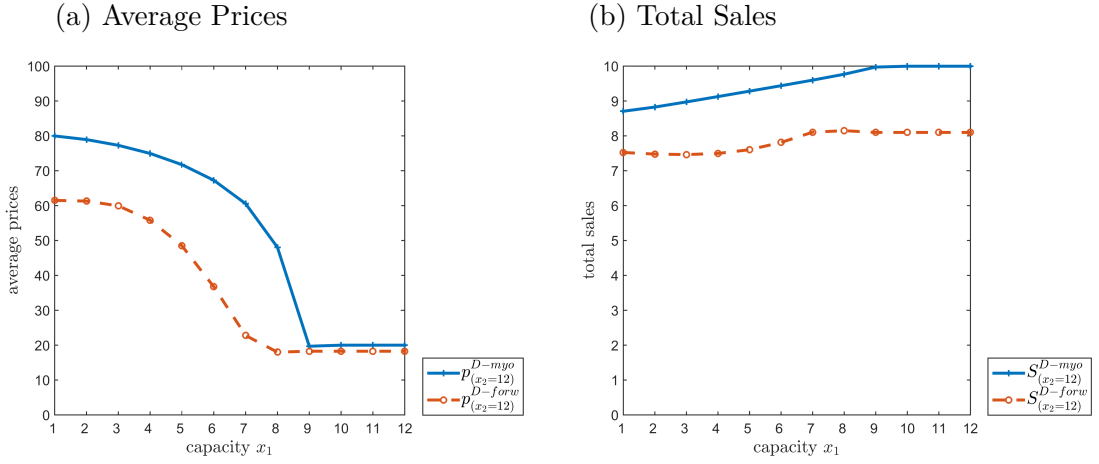 (a) Average Prices
100
90
80
70
60
50
40
30
20
10
0
average prices
1 2 3 4 5 6 7 8 9 10 11 12
capacity x₁
p^{D−myo}_{(x₂=12)}
p^{D−forw}_{(x₂=12)}
(b) Total Sales
10
9
8
7
6
5
4
3
2
1
0
total sales
1 2 3 4 5 6 7 8 9 10 11 12
capacity x₁
S^{D−myo}_{(x₂=12)}
S^{D−forw}_{(x₂=12)}